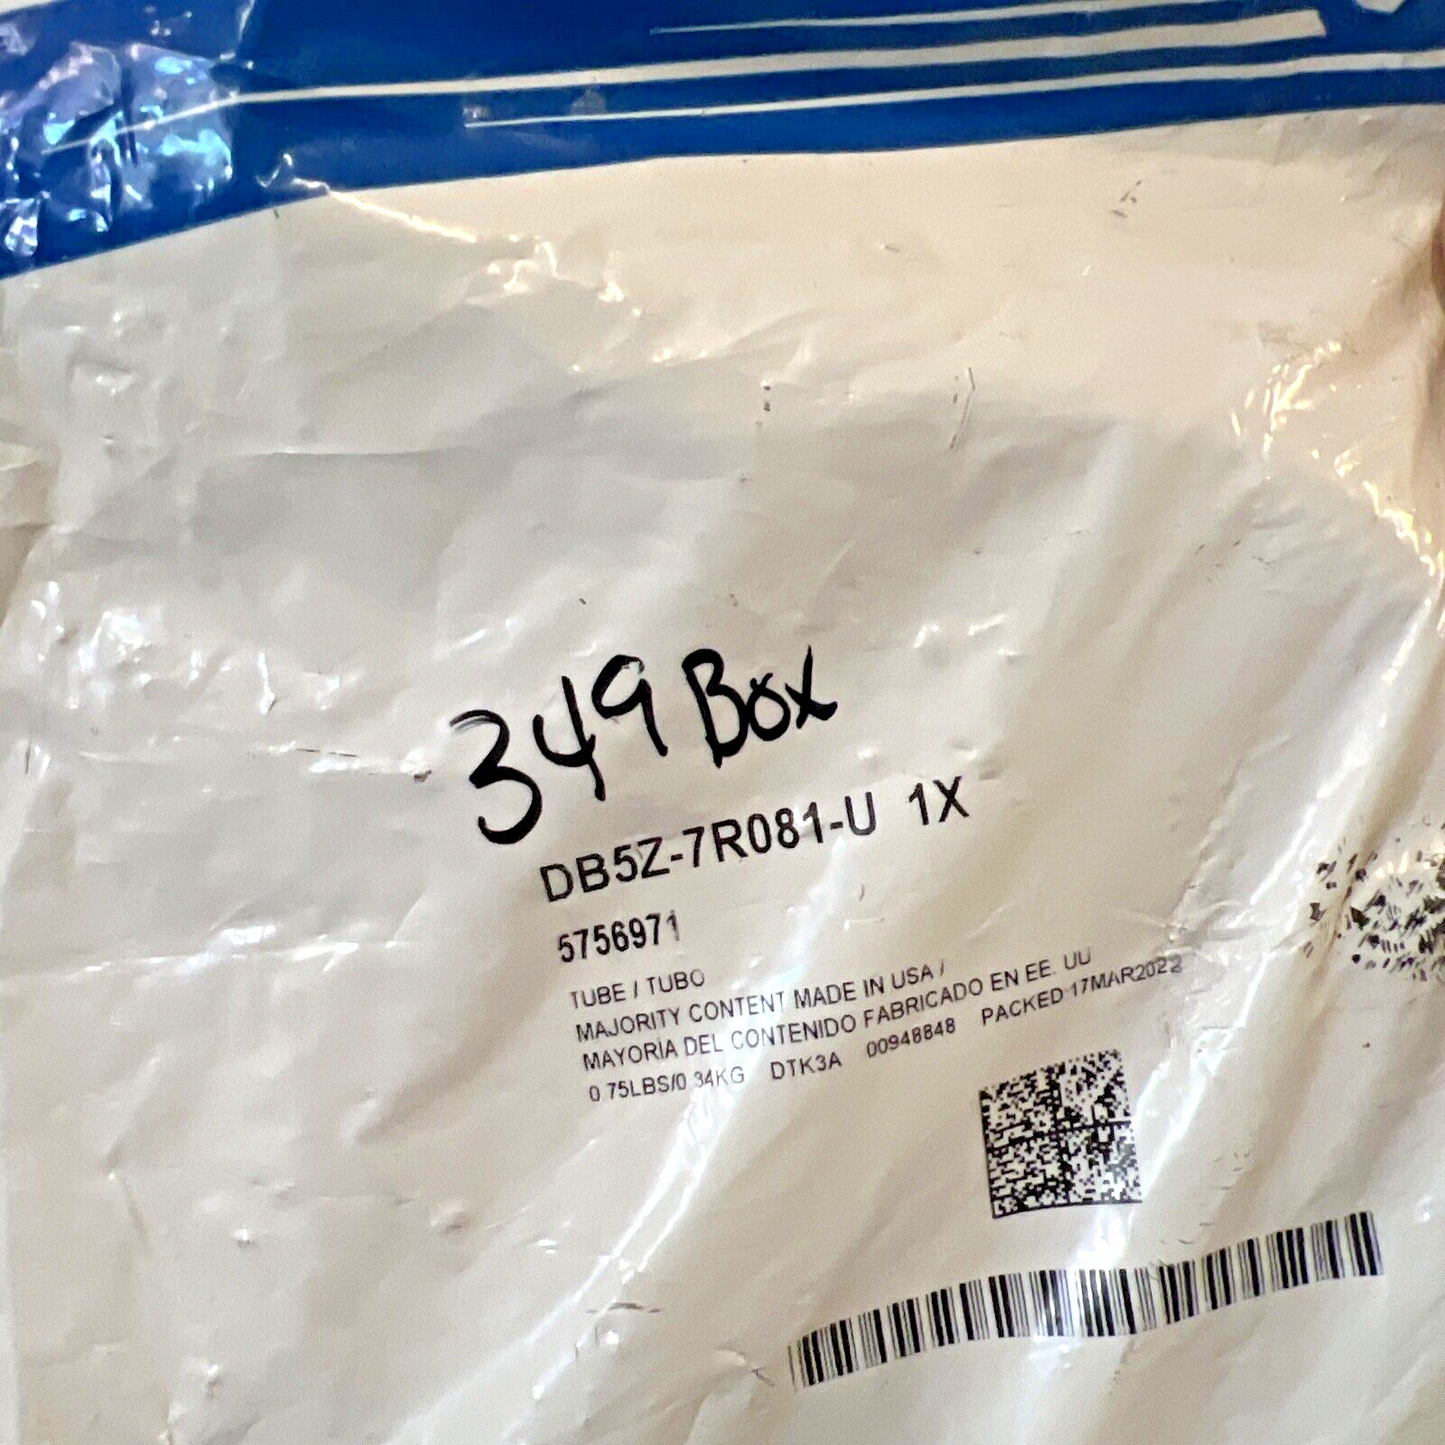 349 Box
DB5Z-7R081-U 1X
5756971
TUBE / TUBO
MAJORITY CONTENT MADE IN USA /
MAYORÍA DEL CONTENIDO FABRICADO EN EE. UU
0.75LBS/0.34KG DTK3A 00948848 PACKED 17MAR2022